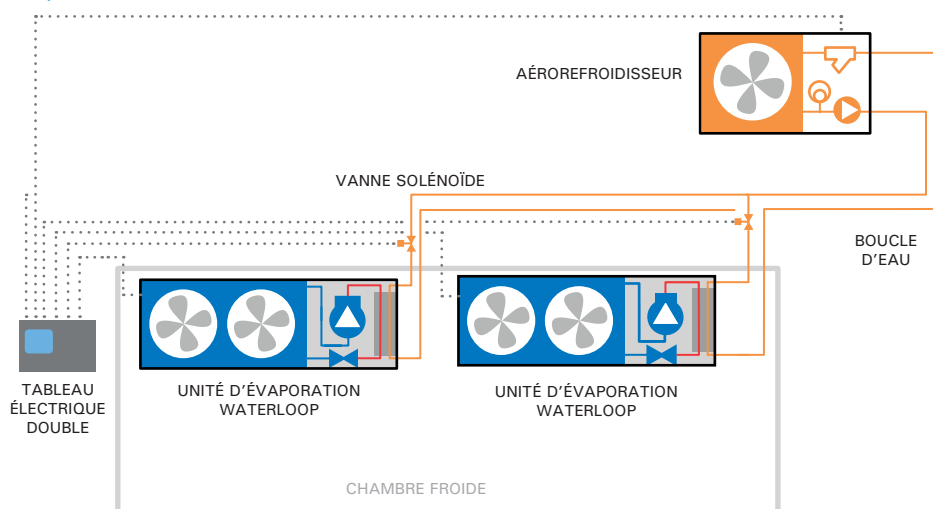 AÉROREFROIDISSEUR
VANNE SOLÉNOÏDE
BOUCLE
D'EAU
TABLEAU
ÉLECTRIQUE
DOUBLE
UNITÉ D'ÉVAPORATION
WATERLOOP
UNITÉ D'ÉVAPORATION
WATERLOOP
CHAMBRE FROIDE